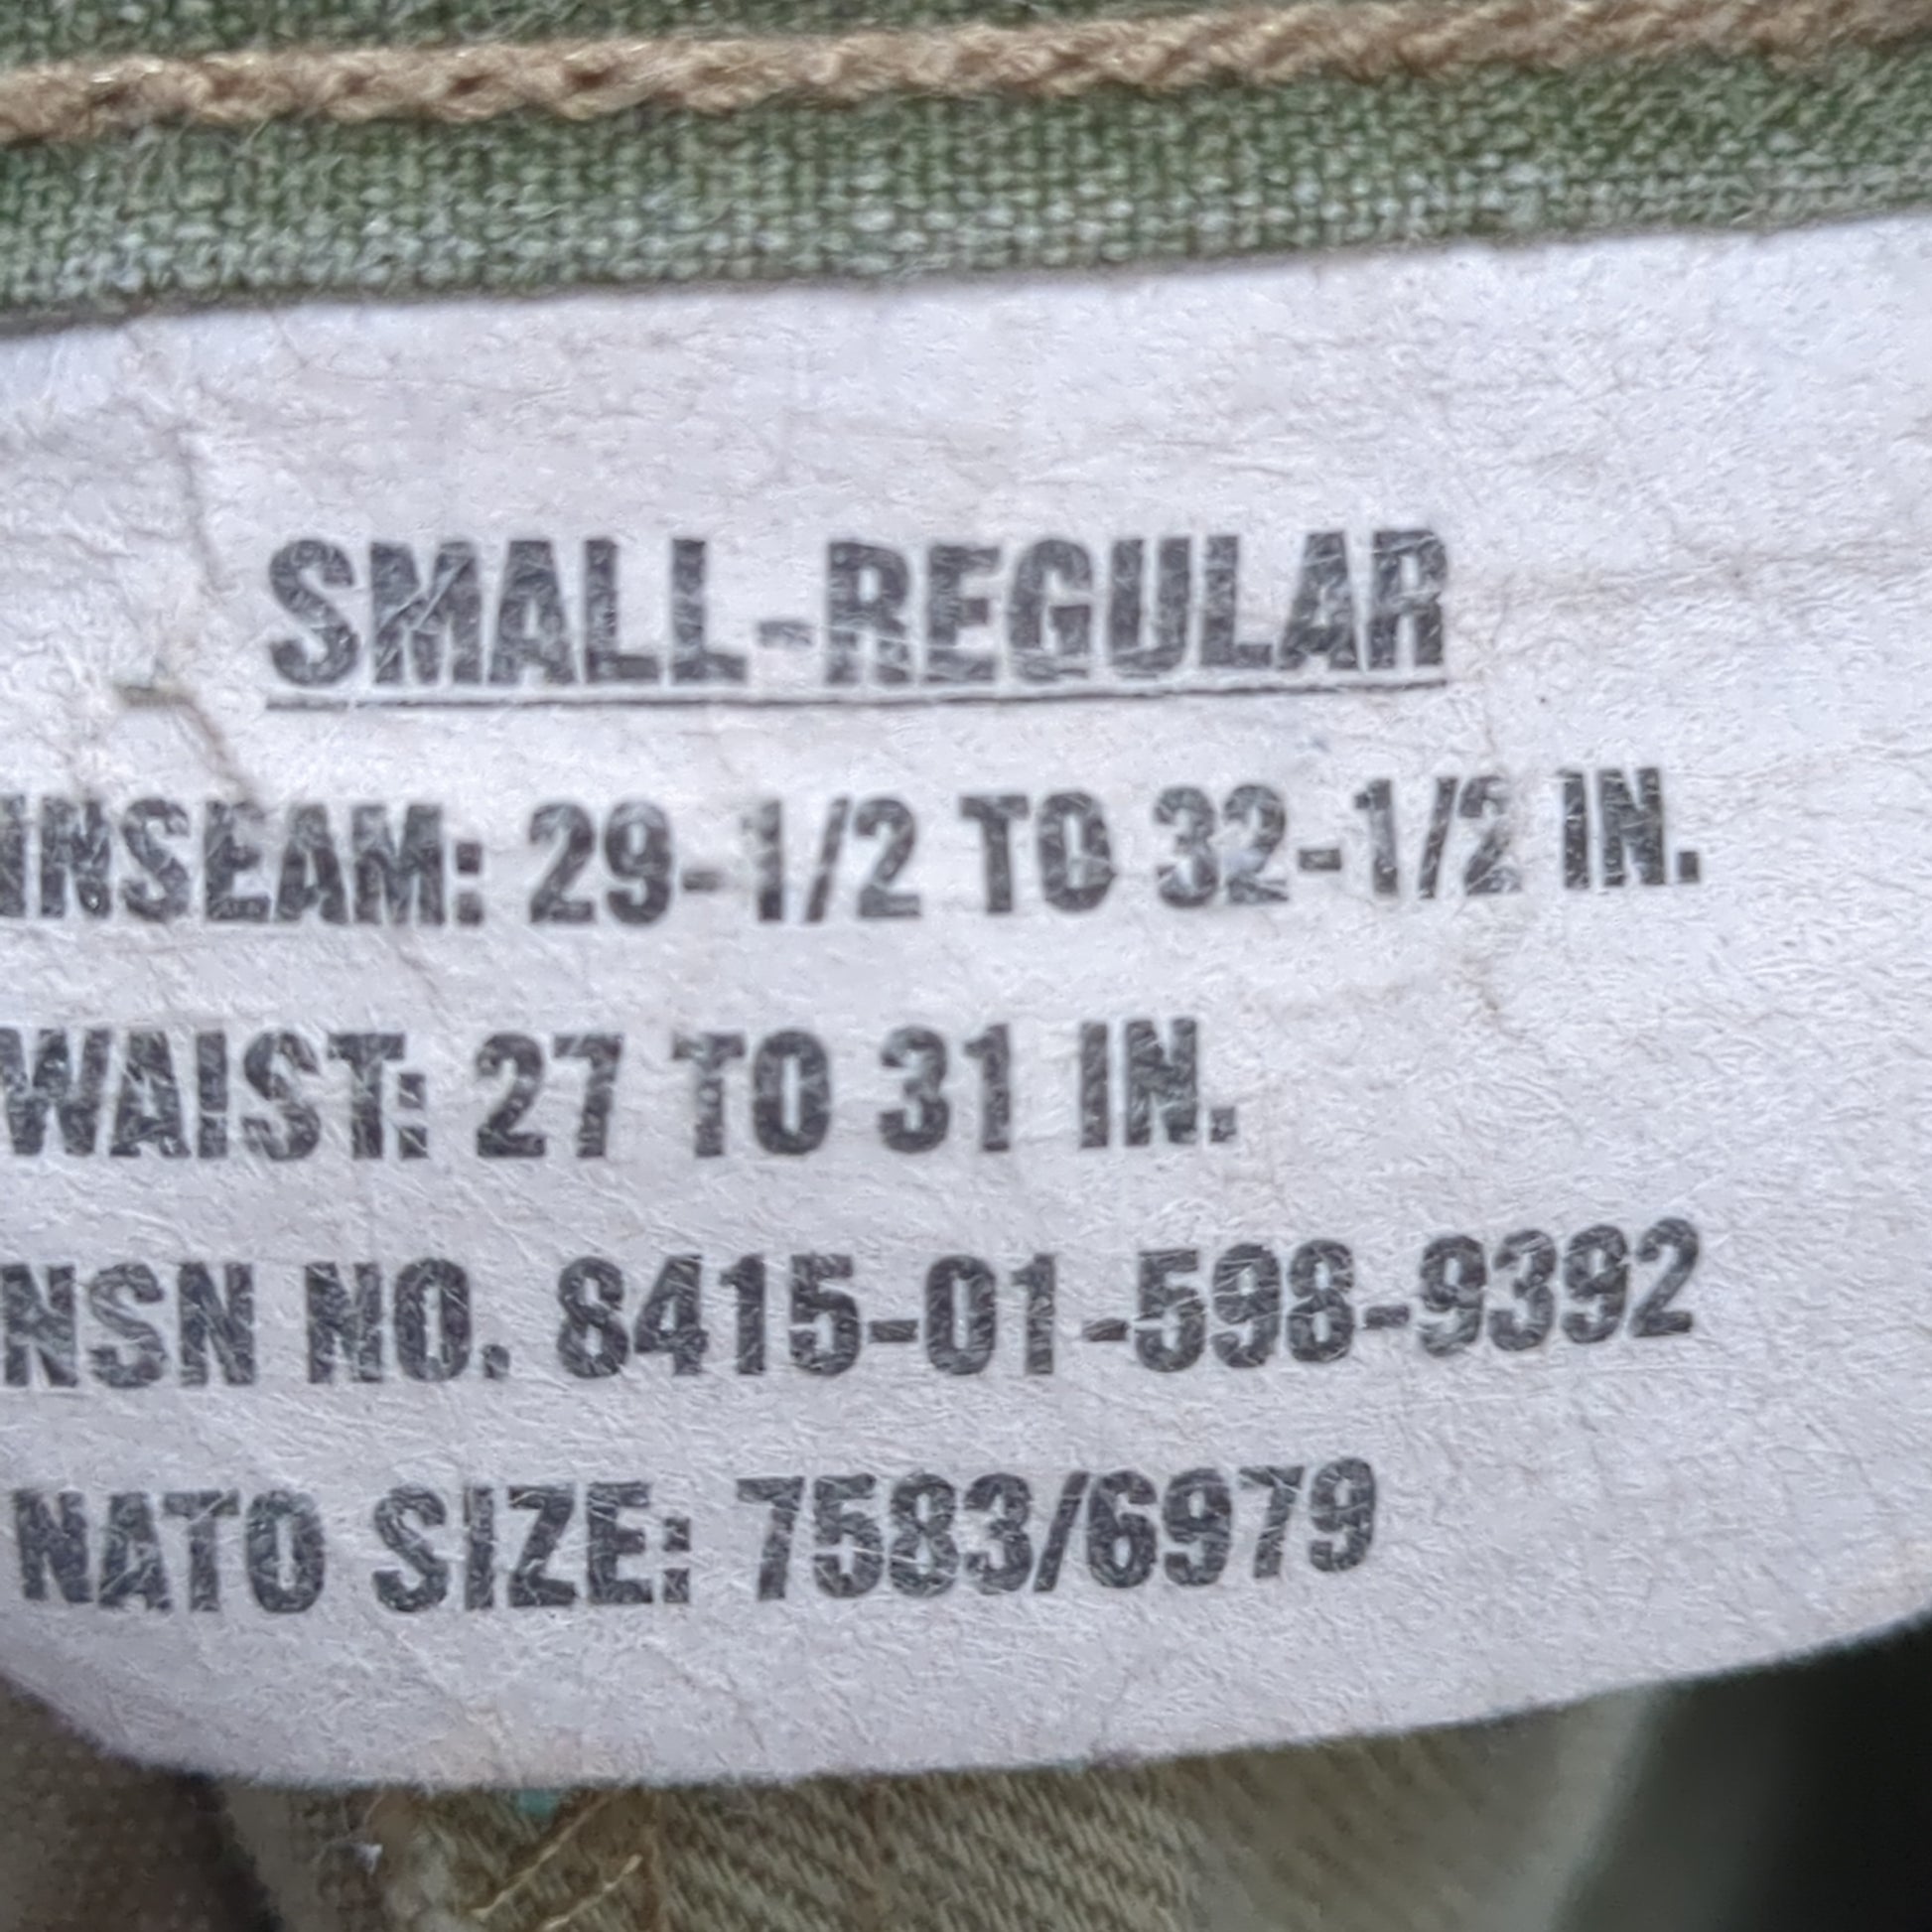 SMALL-REGULAR
INSEAM: 29-1/2 TO 32-1/2 IN.
WAIST: 27 TO 31 IN.
NSN NO. 8415-01-598-9392
NATO SIZE: 7583/6979